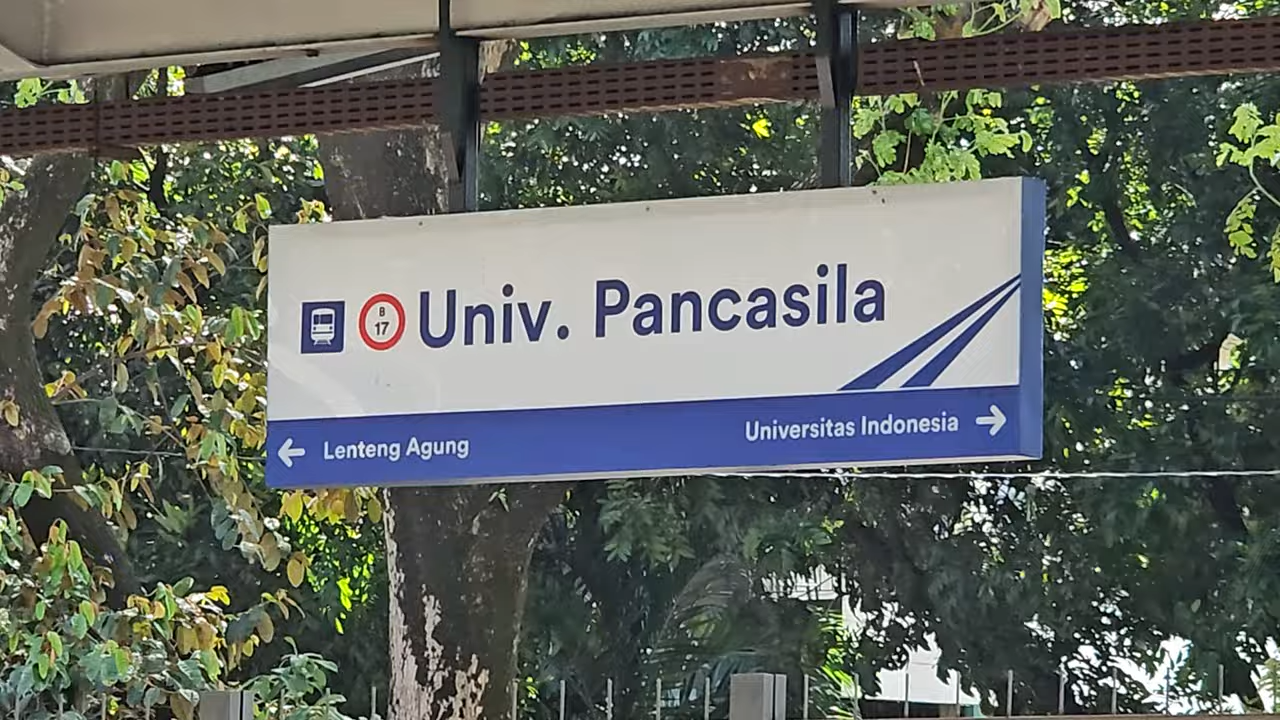 B
17
Univ. Pancasila
← Lenteng Agung
Universitas Indonesia →